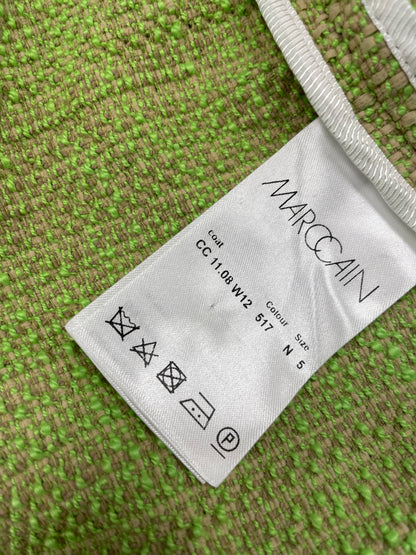 MARCCAIN
coat Colour Size
CC 11.08 W12 517 N 5
P